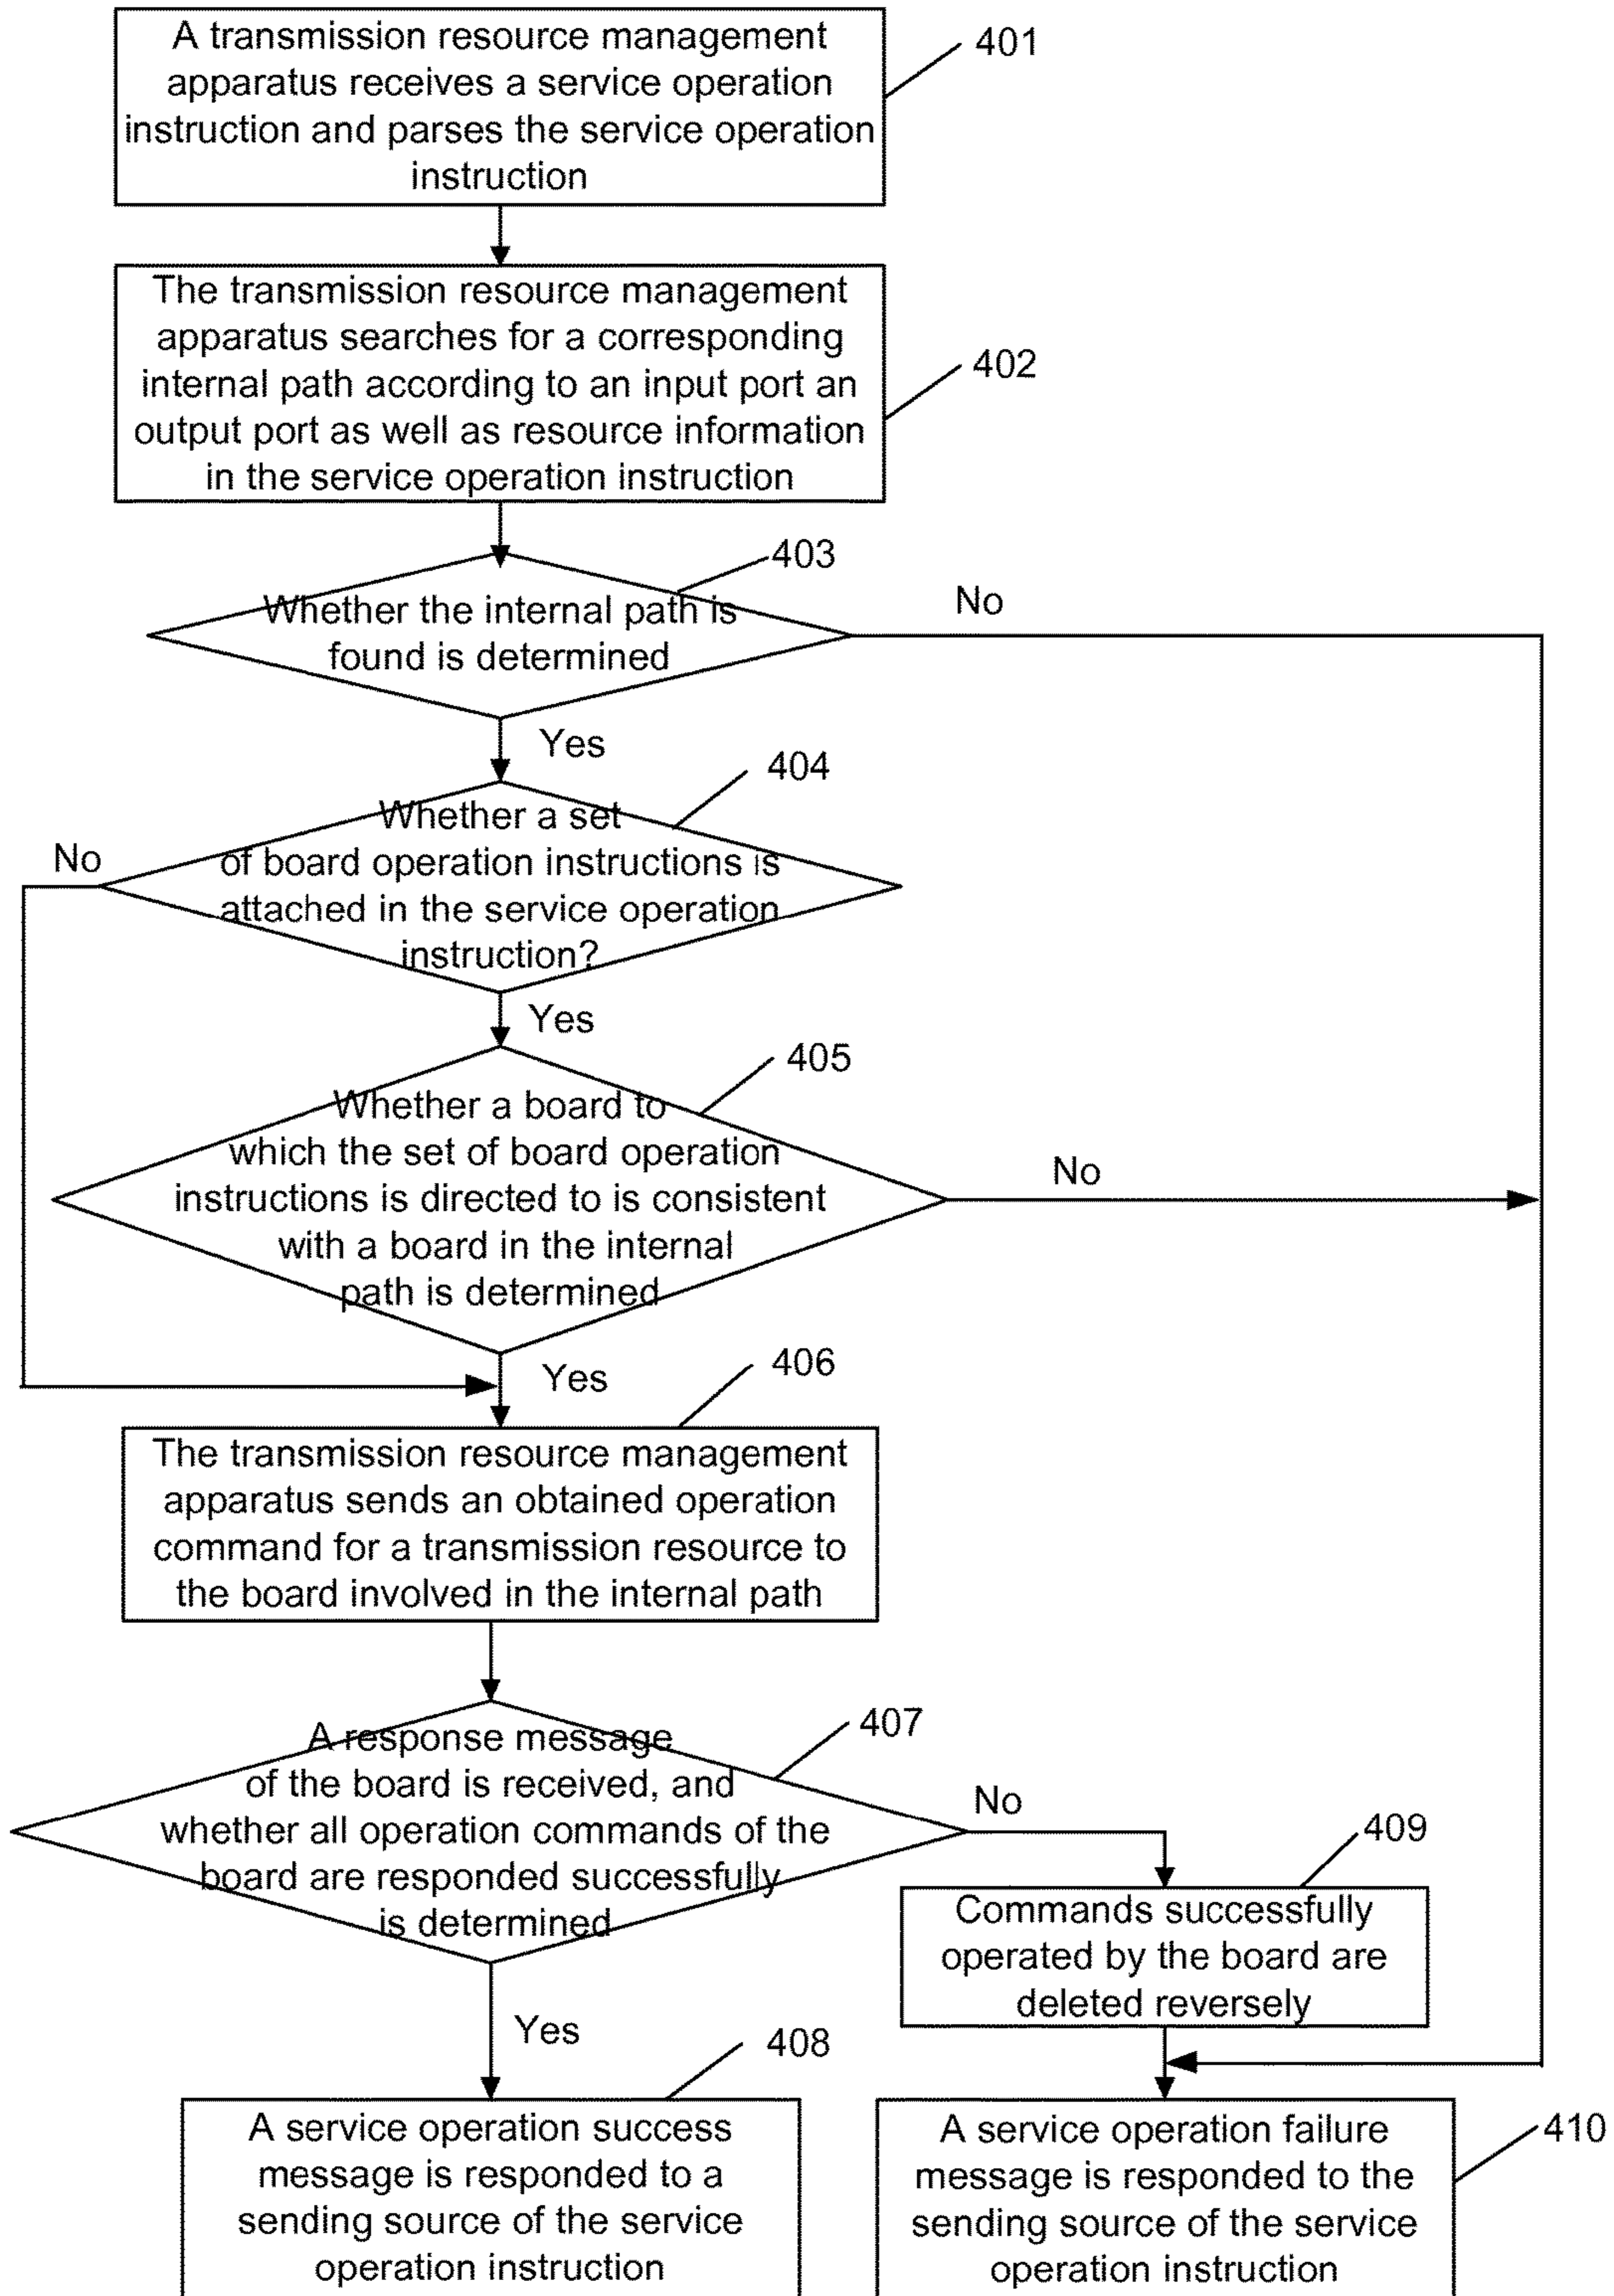 A transmission resource management
apparatus receives a service operation
instruction and parses the service operation
instruction
401
The transmission resource management
apparatus searches for a corresponding
internal path according to an input port an
output port as well as resource information
in the service operation instruction
402
403
Whether the internal path is
found is determined
No
Yes
404
Whether a set
of board operation instructions is
attached in the service operation
instruction?
No
Yes
405
Whether a board to
which the set of board operation
instructions is directed to is consistent
with a board in the internal
path is determined
No
Yes
406
The transmission resource management
apparatus sends an obtained operation
command for a transmission resource to
the board involved in the internal path
407
A response message
of the board is received, and
whether all operation commands of the
board are responded successfully
is determined
No
409
Commands successfully
operated by the board are
deleted reversely
Yes
408
A service operation success
message is responded to a
sending source of the service
operation instruction
A service operation failure
message is responded to the
sending source of the service
operation instruction
410